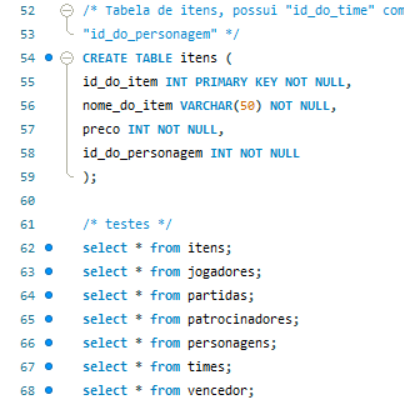 52 /* Tabela de itens, possui "id_do_time" com
53 "id_do_personagem" */
54 CREATE TABLE itens (
55 id_do_item INT PRIMARY KEY NOT NULL,
56 nome_do_item VARCHAR(50) NOT NULL,
57 preco INT NOT NULL,
58 id_do_personagem INT NOT NULL
59 );
60
61 /* testes */
62 select * from itens;
63 select * from jogadores;
64 select * from partidas;
65 select * from patrocinadores;
66 select * from personagens;
67 select * from times;
68 select * from vencedor;